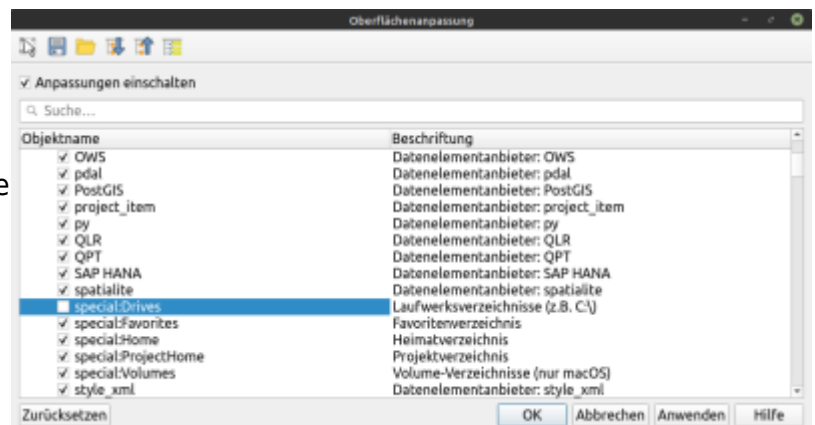 Oberflächenanpassung
Anpassungen einschalten
Suche...
Objektname Beschriftung
OWS Datenelementanbieter: OWS
pdal Datenelementanbieter: pdal
e
PostGIS Datenelementanbieter: PostGIS
project_item Datenelementanbieter: project_item
py Datenelementanbieter: py
QLR Datenelementanbieter: QLR
QPT Datenelementanbieter: QPT
SAP HANA Datenelementanbieter: SAP HANA
spatialite Datenelementanbieter: spatialite
special:Drives Laufwerksverzeichnisse (z.B. C:\)
special:Favorites Favoritenverzeichnis
special:Home Heimatverzeichnis
special:ProjectHome Projektverzeichnis
special:Volumes Volume-Verzeichnisse (nur macOS)
style_xml Datenelementanbieter: style_xml
Zurücksetzen OK Abbrechen Anwenden Hilfe